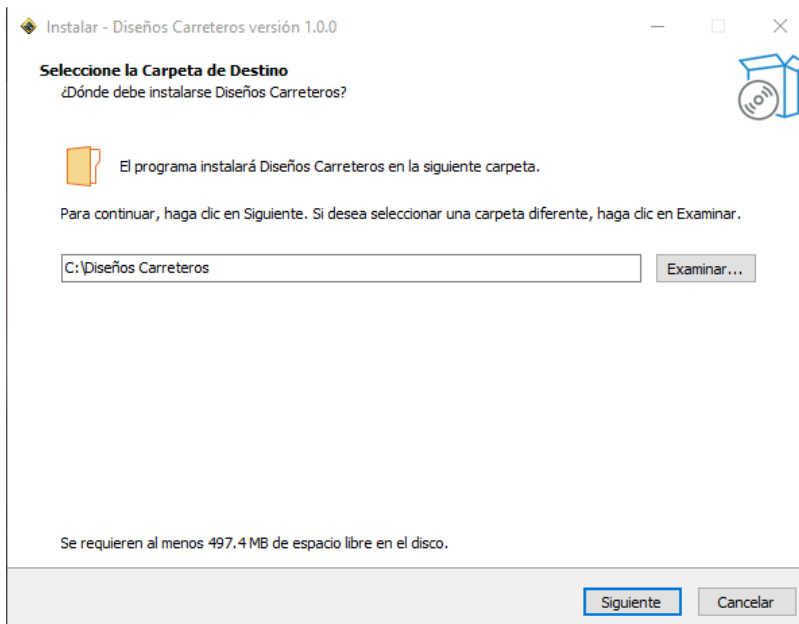 Instalar - Diseños Carreteros versión 1.0.0
Seleccione la Carpeta de Destino
¿Dónde debe instalarse Diseños Carreteros?
El programa instalará Diseños Carreteros en la siguiente carpeta.
Para continuar, haga clic en Siguiente. Si desea seleccionar una carpeta diferente, haga clic en Examinar.
C:\Diseños Carreteros
Examinar...
Se requieren al menos 497.4 MB de espacio libre en el disco.
Siguiente
Cancelar